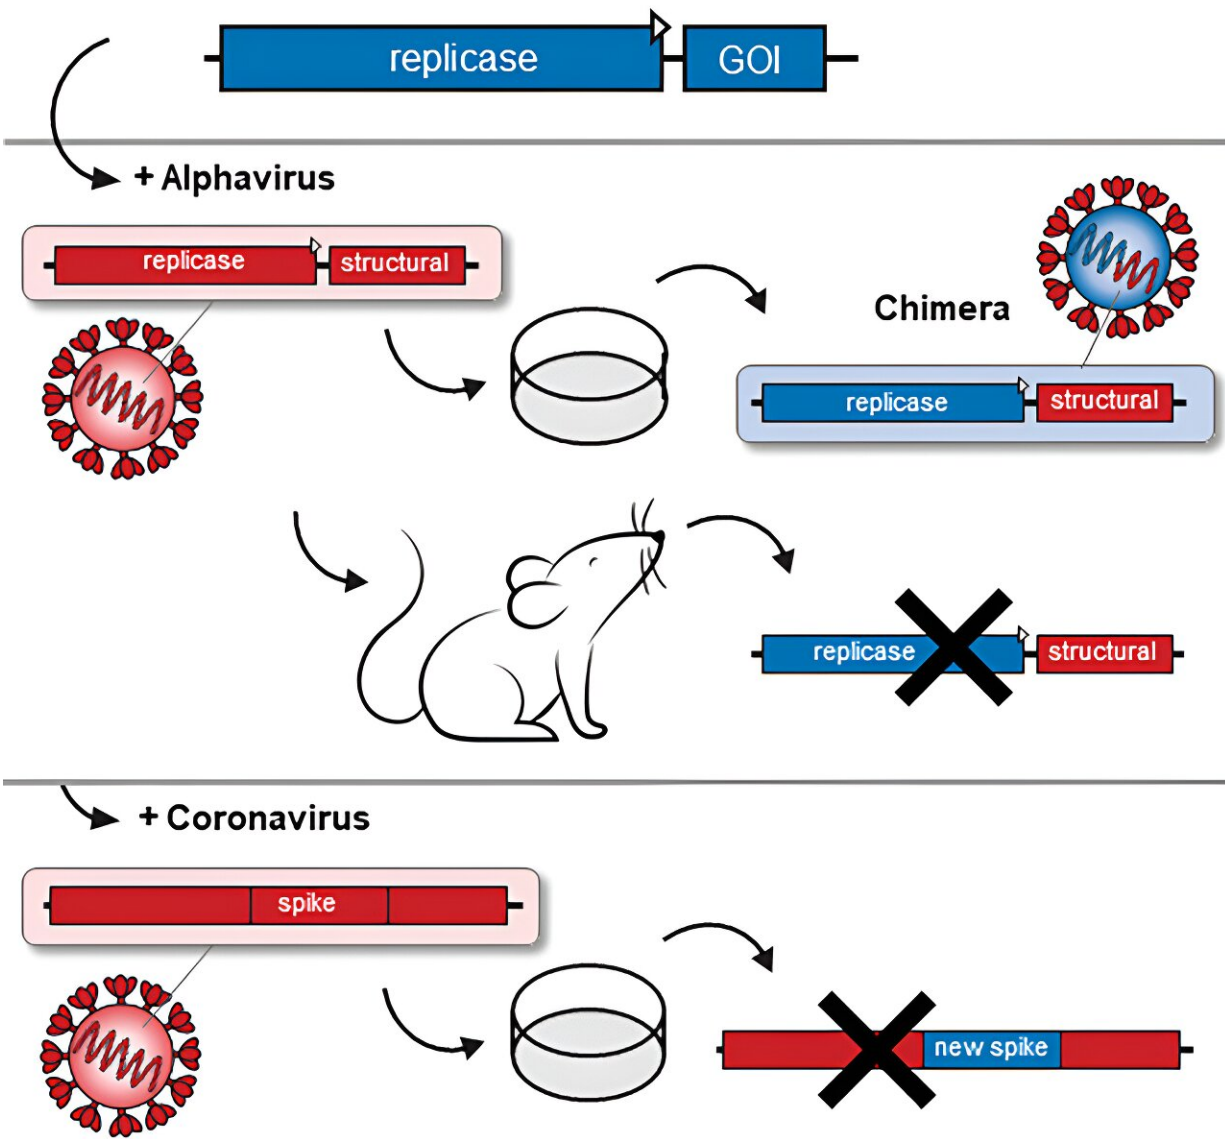 replicase GOI
+ Alphavirus
replicase structural
Chimera
replicase structural
replicase structural
+ Coronavirus
spike
new spike